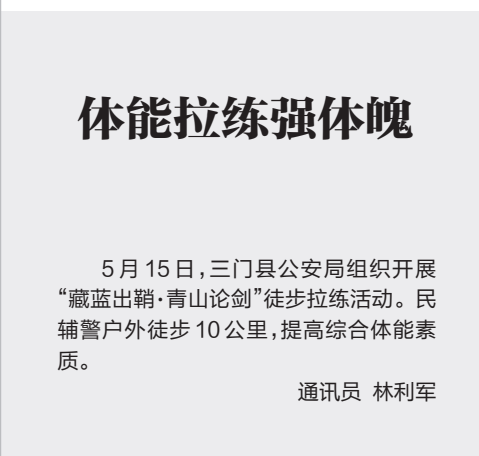 体能拉练强体魄
5月15日，三门县公安局组织开展
“藏蓝出鞘·青山论剑”徒步拉练活动。民
辅警户外徒步10公里，提高综合体能素
质。
通讯员 林利军